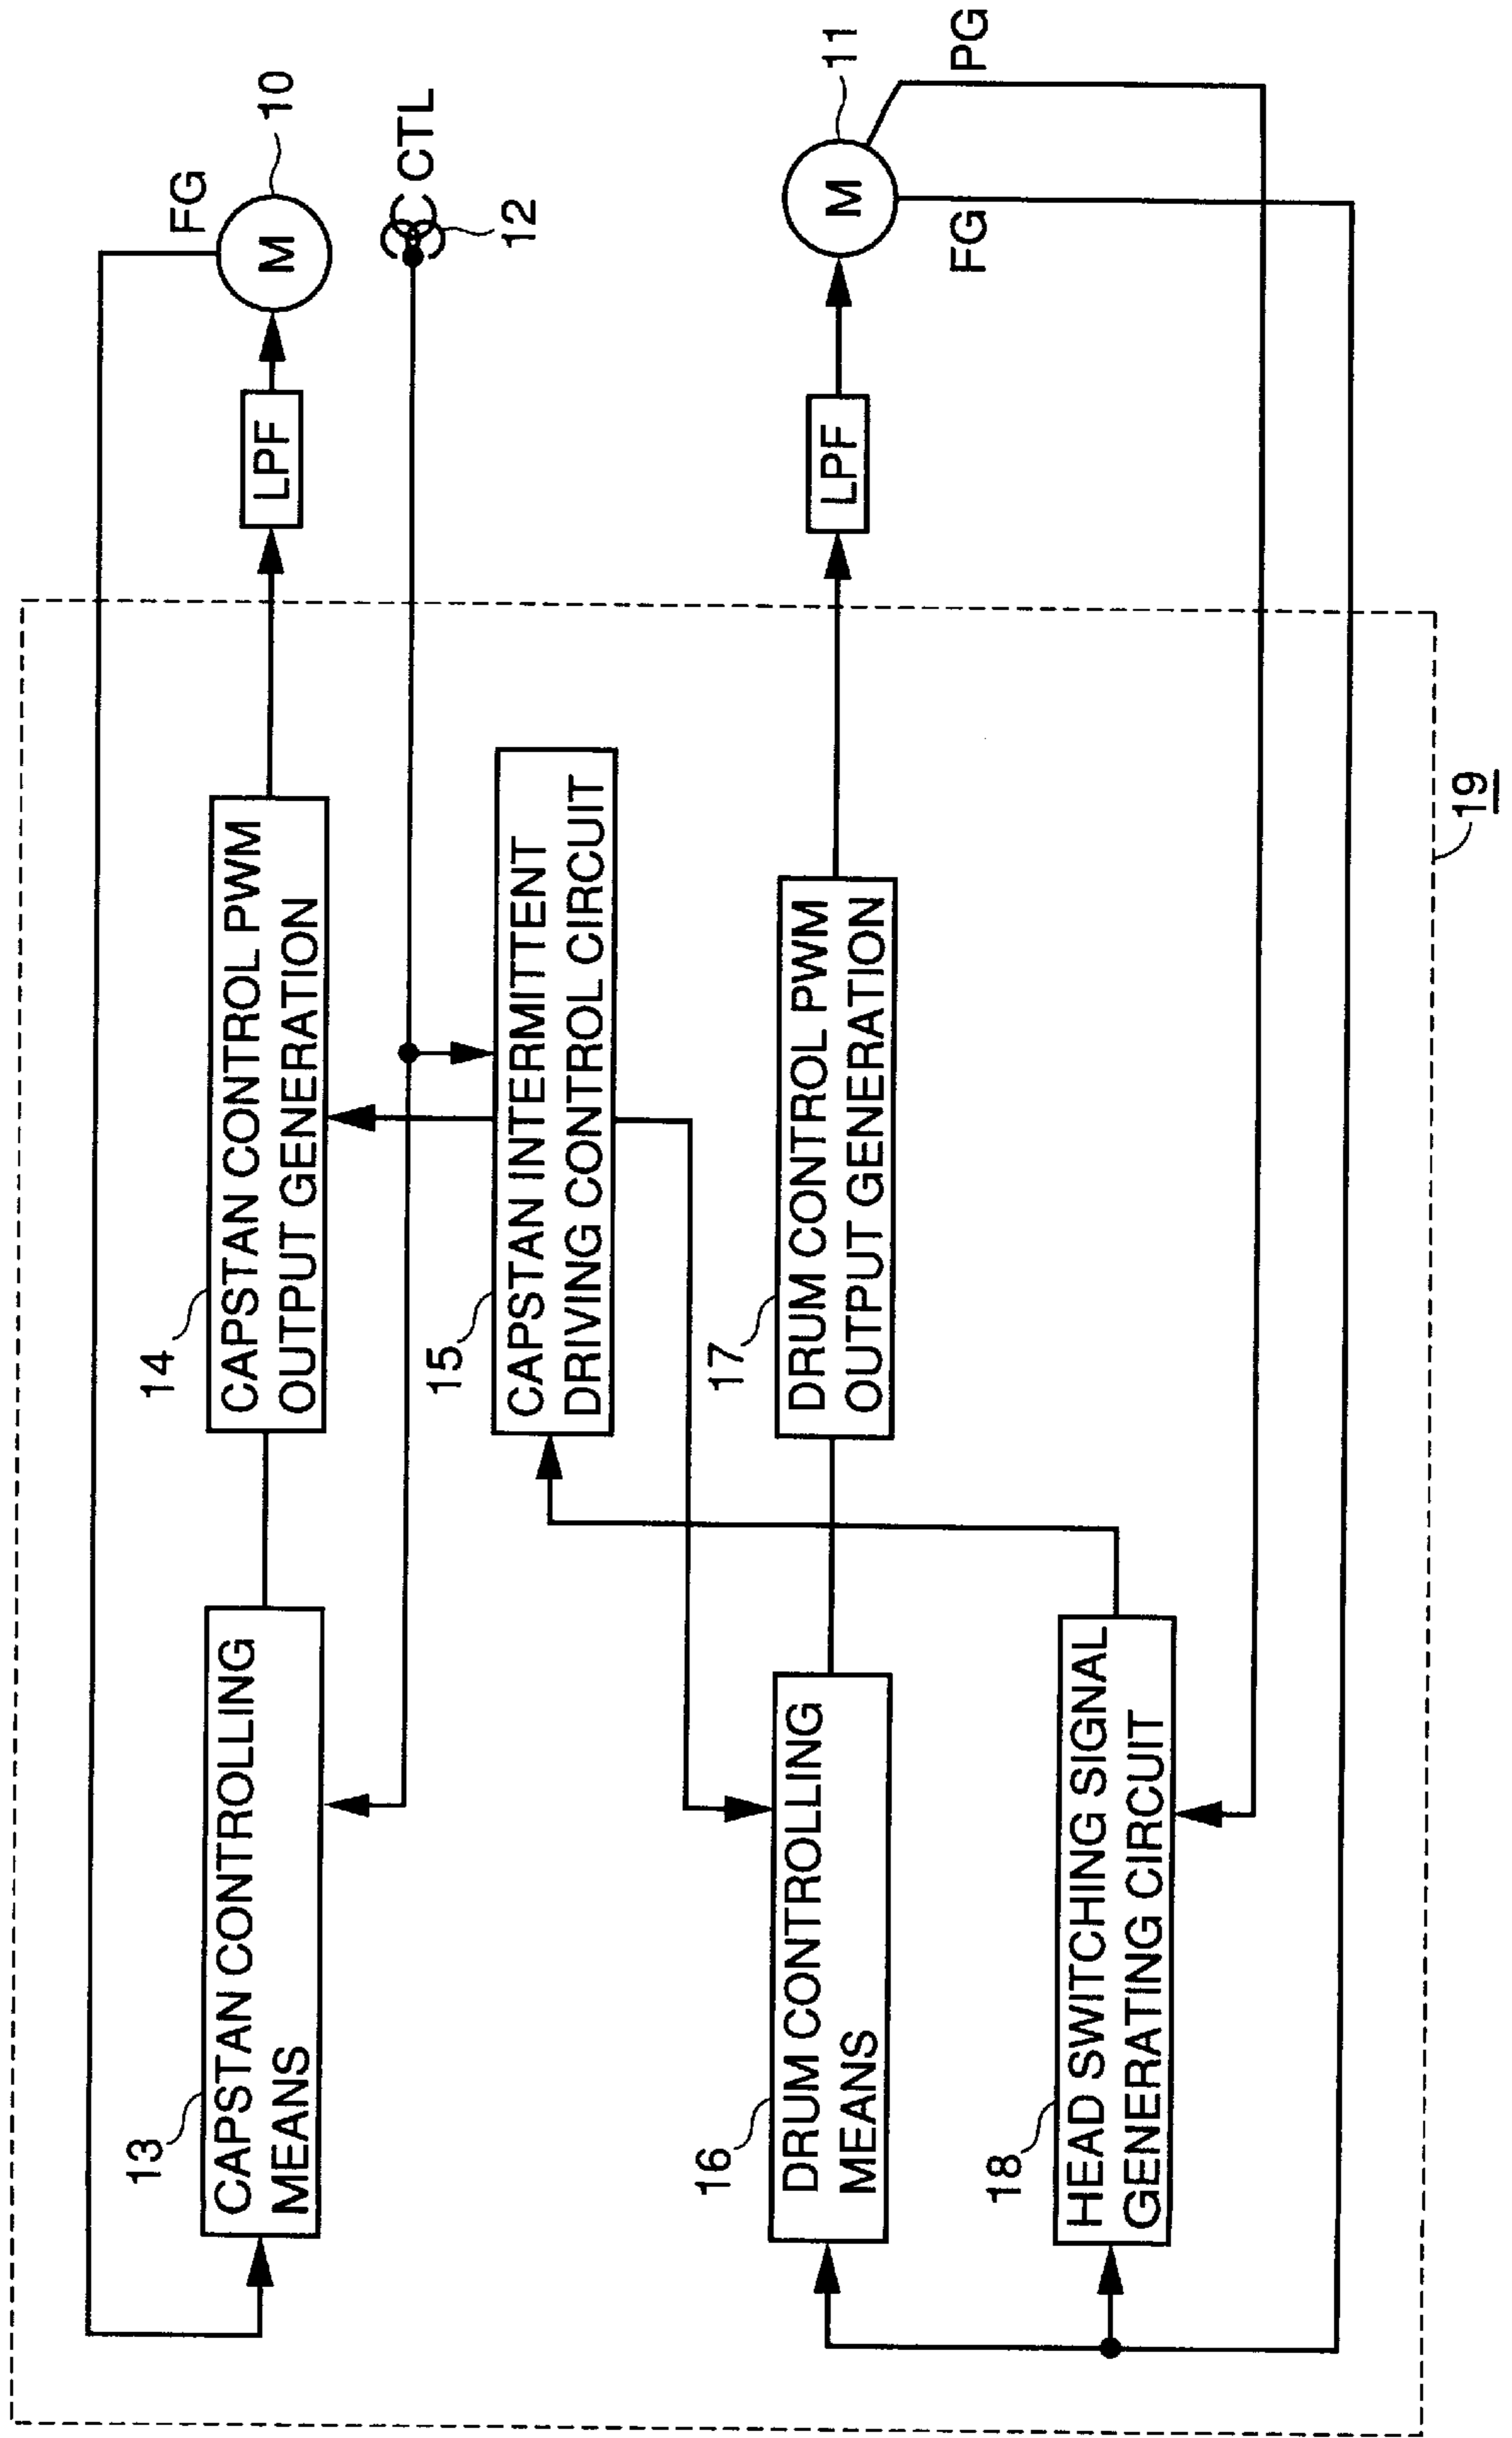 FG
10
M
LPF
CTL
12
14
CAPSTAN CONTROL PWM
OUTPUT GENERATION
13
CAPSTAN CONTROLLING
MEANS
15
CAPSTAN INTERMITTENT
DRIVING CONTROL CIRCUIT
11
M
PG
FG
LPF
17
DRUM CONTROL PWM
OUTPUT GENERATION
16
DRUM CONTROLLING
MEANS
18
HEAD SWITCHING SIGNAL
GENERATING CIRCUIT
19